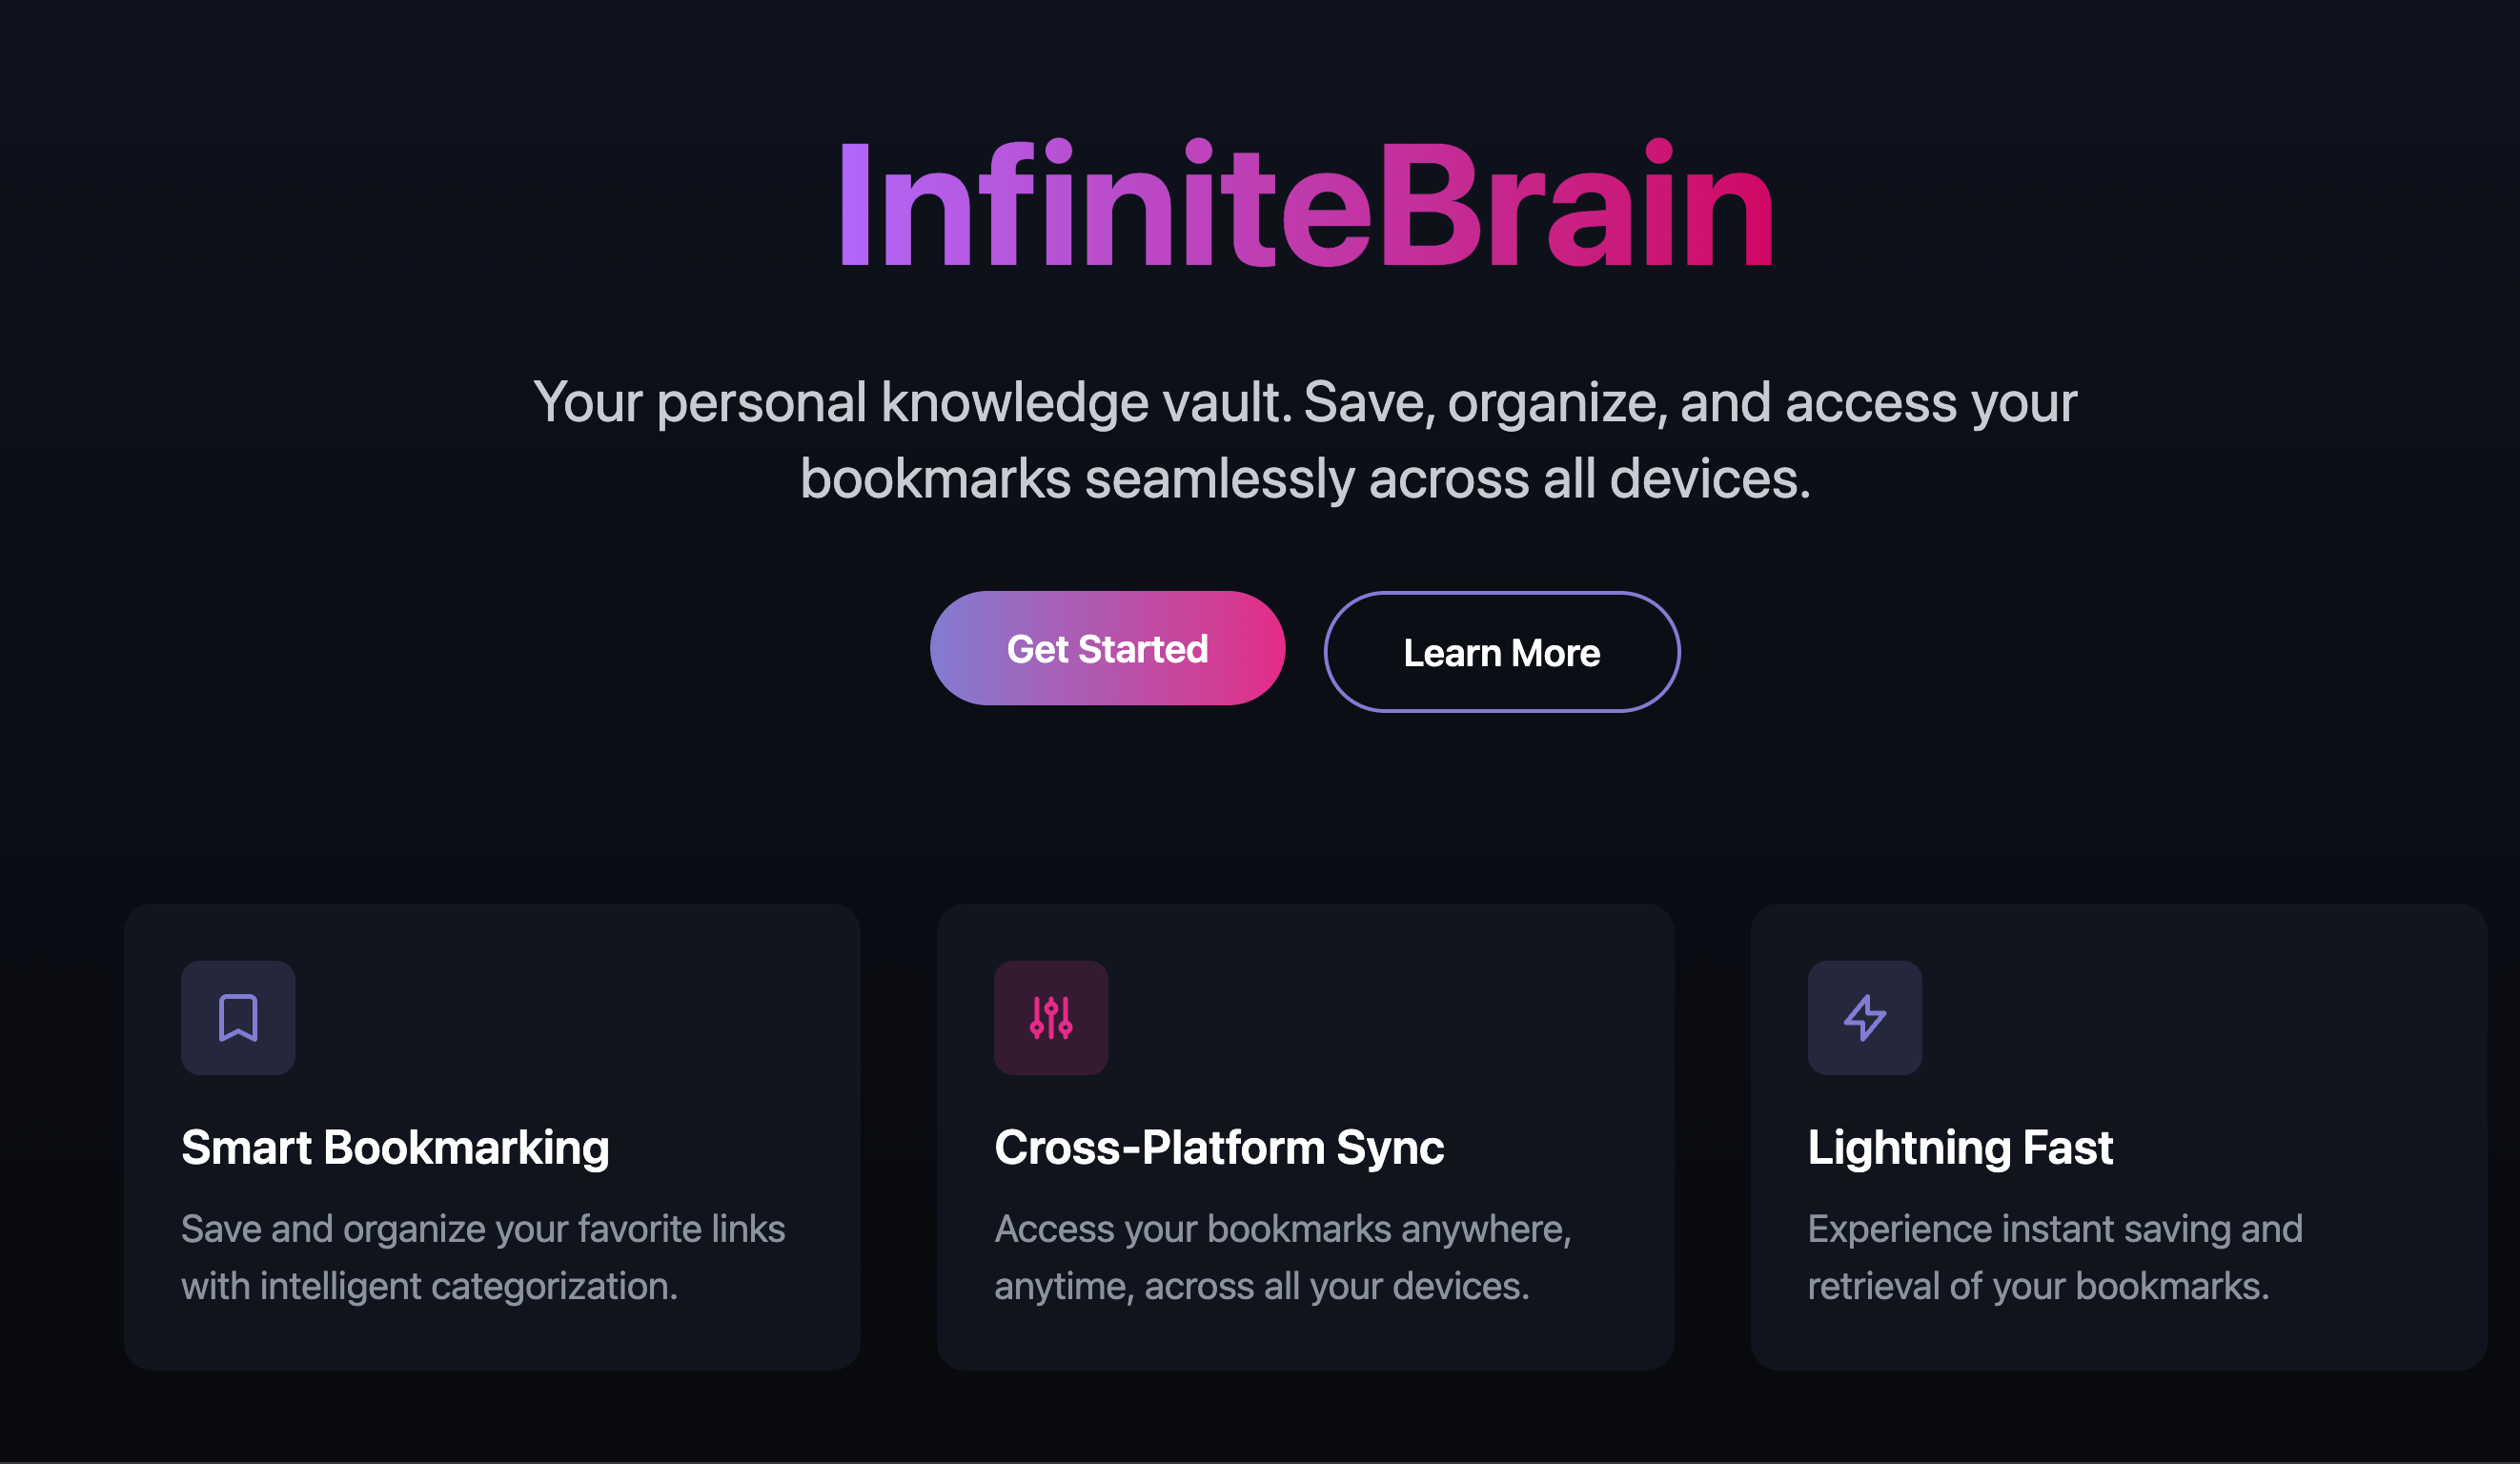 InfiniteBrain
Your personal knowledge vault. Save, organize, and access your
bookmarks seamlessly across all devices.
Get Started
Learn More
Smart Bookmarking
Save and organize your favorite links
with intelligent categorization.
Cross-Platform Sync
Access your bookmarks anywhere,
anytime, across all your devices.
Lightning Fast
Experience instant saving and
retrieval of your bookmarks.